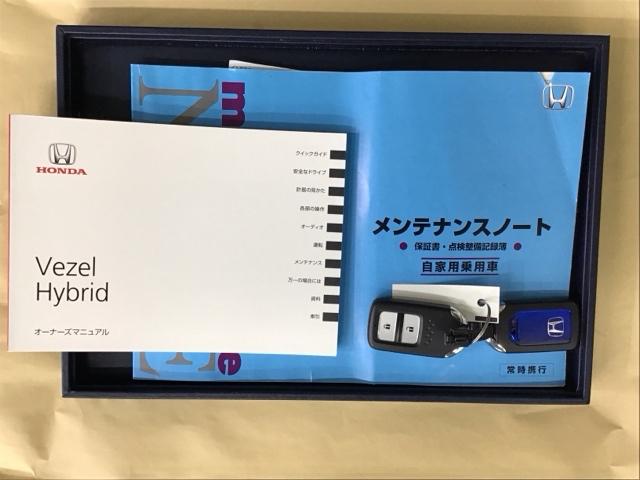 HONDA
クイックガイド
安全なドライブ
計器の見かた
各部の操作
オーディオ
運転
メンテナンス
万一の場合には
資料
索引
Vezel
Hybrid
オーナーズマニュアル
メンテナンスノート
保証書・点検整備記録簿
自家用乗用車
常時携行